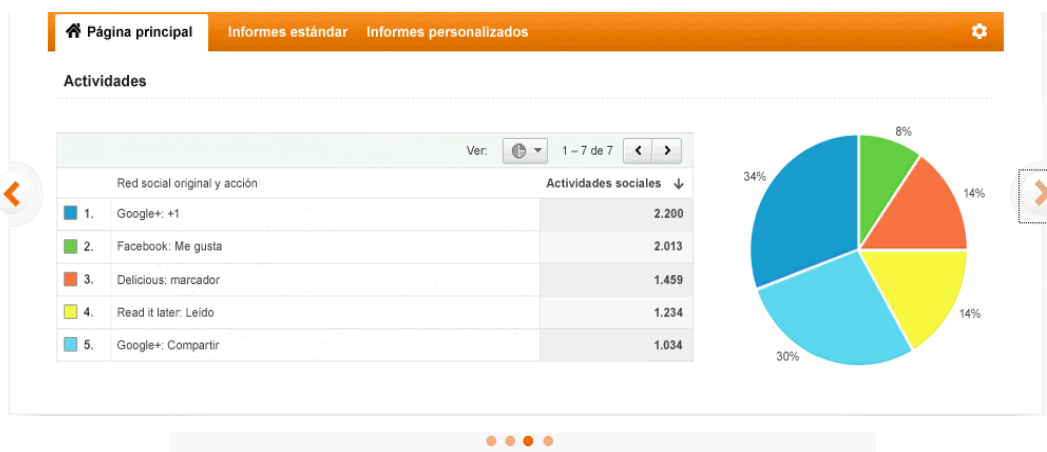 Página principal Informes estándar Informes personalizados
Actividades
Ver: 1 – 7 de 7
Red social original y acción Actividades sociales
1. Google+: +1 2.200
2. Facebook: Me gusta 2.013
3. Delicious: marcador 1.459
4. Read it later: Leído 1.234
5. Google+: Compartir 1.034
8%
34%
14%
14%
30%